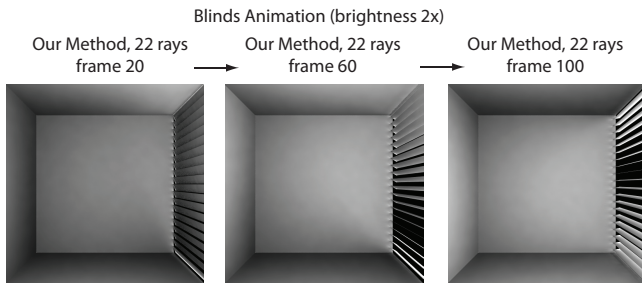 Blinds Animation (brightness 2x)
Our Method, 22 rays
frame 20
Our Method, 22 rays
frame 60
Our Method, 22 rays
frame 100